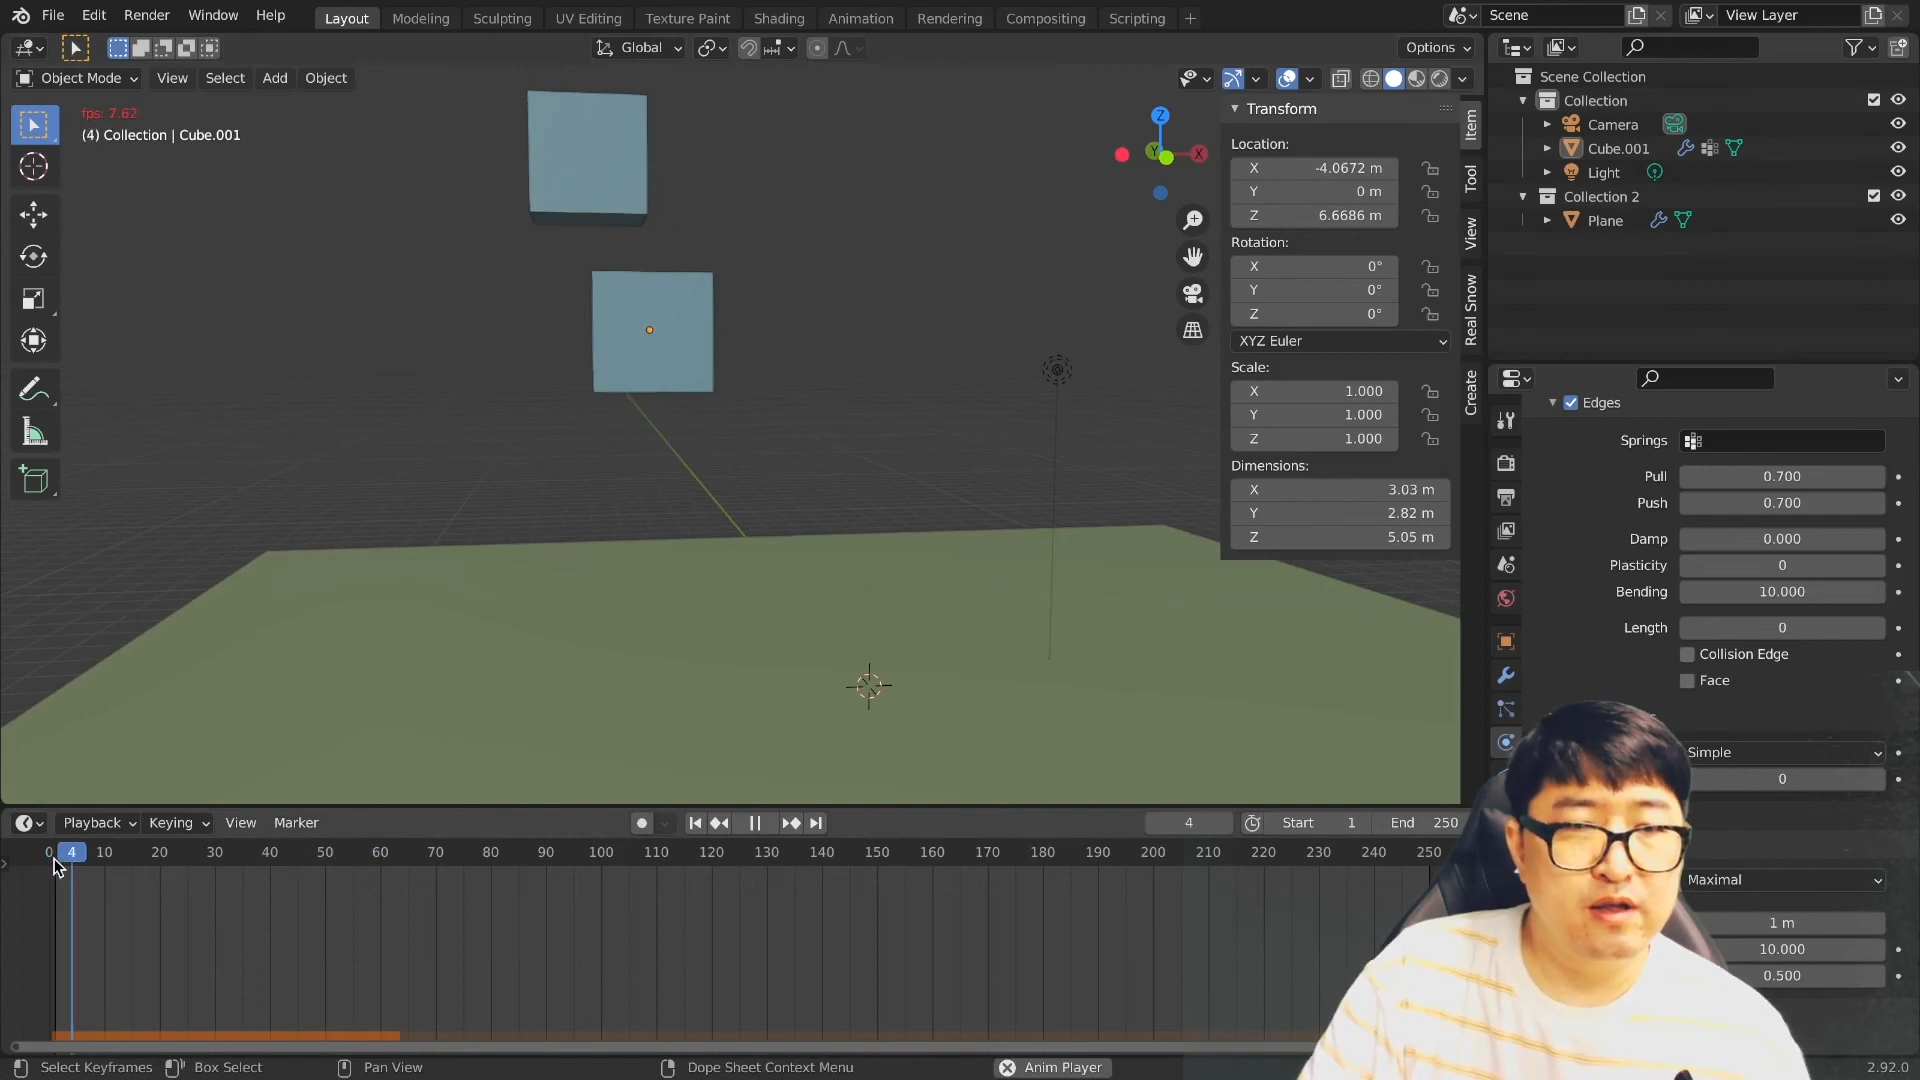 File Edit Render Window Help Layout Modeling Sculpting UV Editing Texture Paint Shading Animation Rendering Compositing Scripting Scene View Layer
Global Options
Object Mode View Select Add Object
fps: 7.62
(4) Collection | Cube.001
Z
Y
X
Transform
Location:
X -4.0672 m
Y 0 m
Z 6.6686 m
Rotation:
X 0°
Y 0°
Z 0°
XYZ Euler
Scale:
X 1.000
Y 1.000
Z 1.000
Dimensions:
X 3.03 m
Y 2.82 m
Z 5.05 m
Item
Tool
View
Real Snow
Create
Scene Collection
Collection
Camera
Cube.001
Light
Collection 2
Plane
Edges
Springs
Pull 0.700
Push 0.700
Damp 0.000
Plasticity 0
Bending 10.000
Length 0
Collision Edge
Face
Simple
0
Maximal
1 m
10.000
0.500
Playback Keying View Marker 4 Start 1 End 250
0 4 10 20 30 40 50 60 70 80 90 100 110 120 130 140 150 160 170 180 190 200 210 220 230 240 250
Select Keyframes Box Select Pan View Dope Sheet Context Menu Anim Player 2.92.0